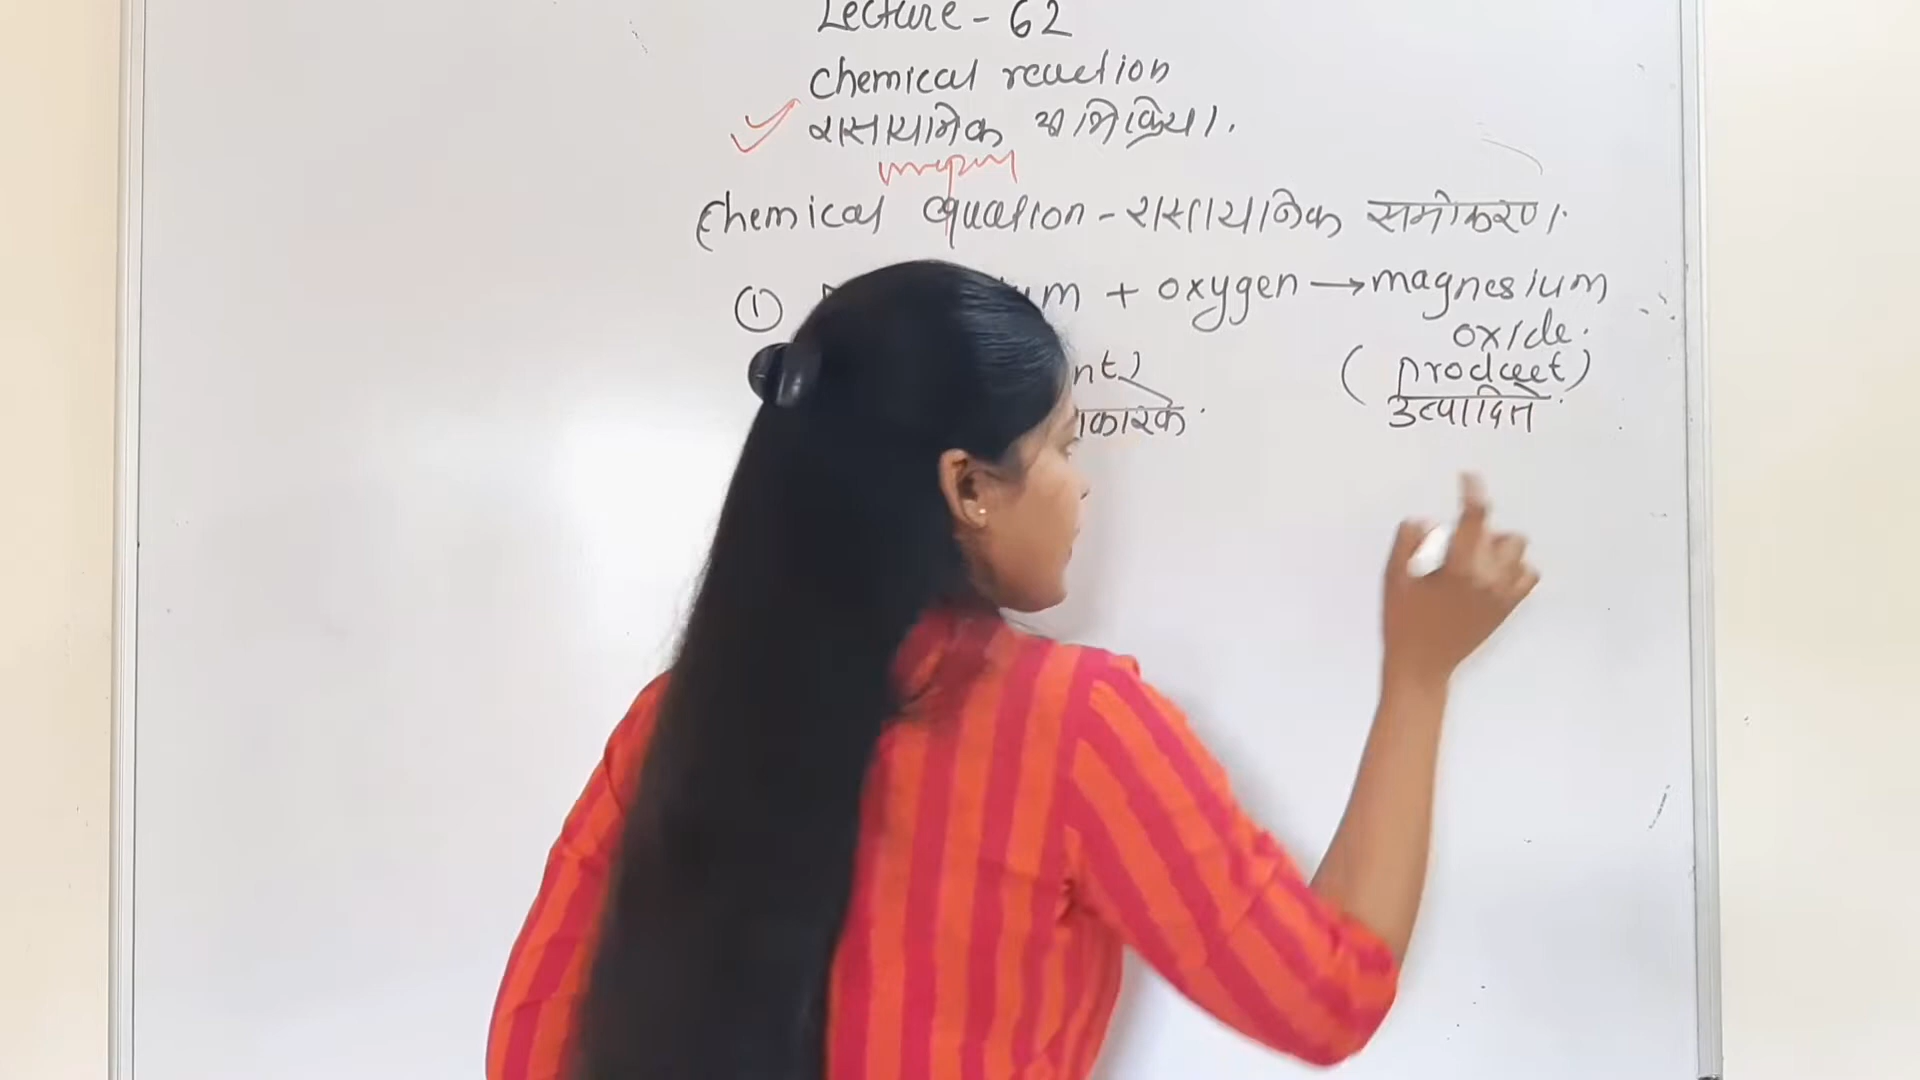 Lecture - 62
Chemical reaction
रासायनिक अभिक्रिया.
Chemical equation - रासायनिक समीकरण.
① um + oxygen → magnesium
oxide.
nt) (product)
कारक. उत्पादित.